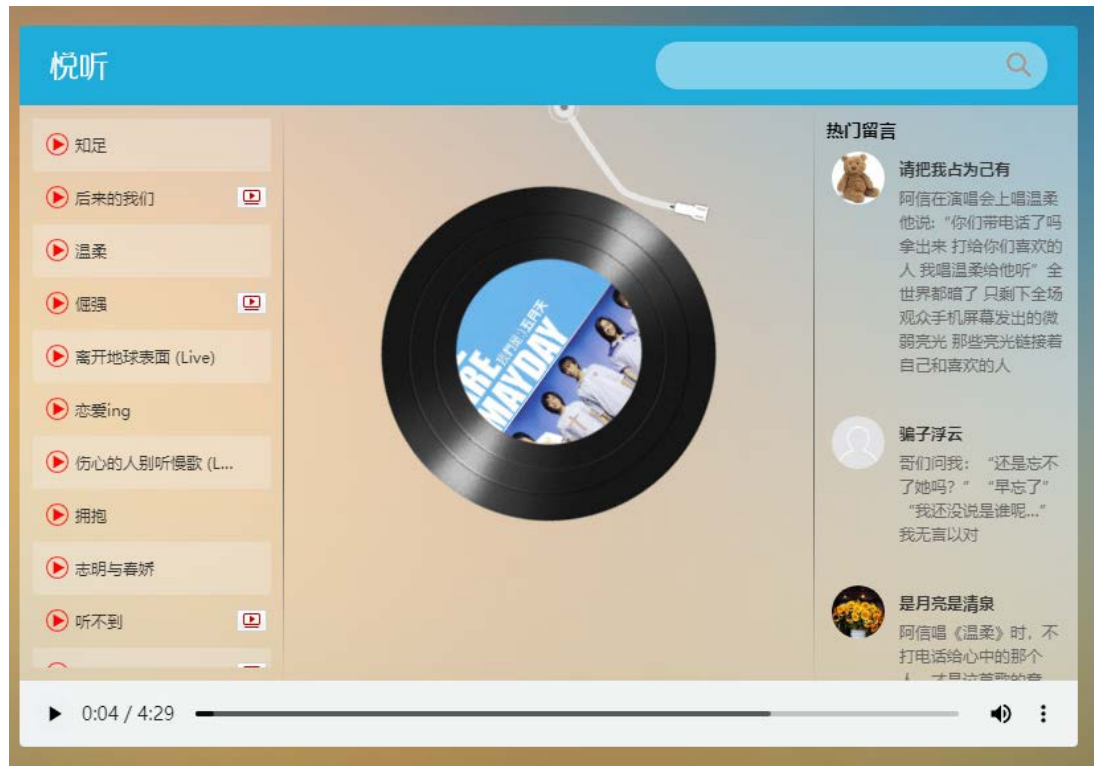 悦听
知足
后来的我们
温柔
倔强
离开地球表面 (Live)
恋爱ing
伤心的人别听慢歌 (L...
拥抱
志明与春娇
听不到
ARE
MAYDAY
五月天
热门留言
请把我占为己有
阿信在演唱会上唱温柔
他说:“你们带电话了吗
拿出来 打给你们喜欢的
人 我唱温柔给他听”全
世界都暗了 只剩下全场
观众手机屏幕发出的微
弱亮光 那些亮光链接着
自己和喜欢的人
骗子浮云
哥们问我: “还是忘不
了她吗? ” “早忘了”
“我还没说是谁呢...”
我无言以对
是月亮是清泉
阿信唱《温柔》时,不
打电话给心中的那个
0:04 / 4:29